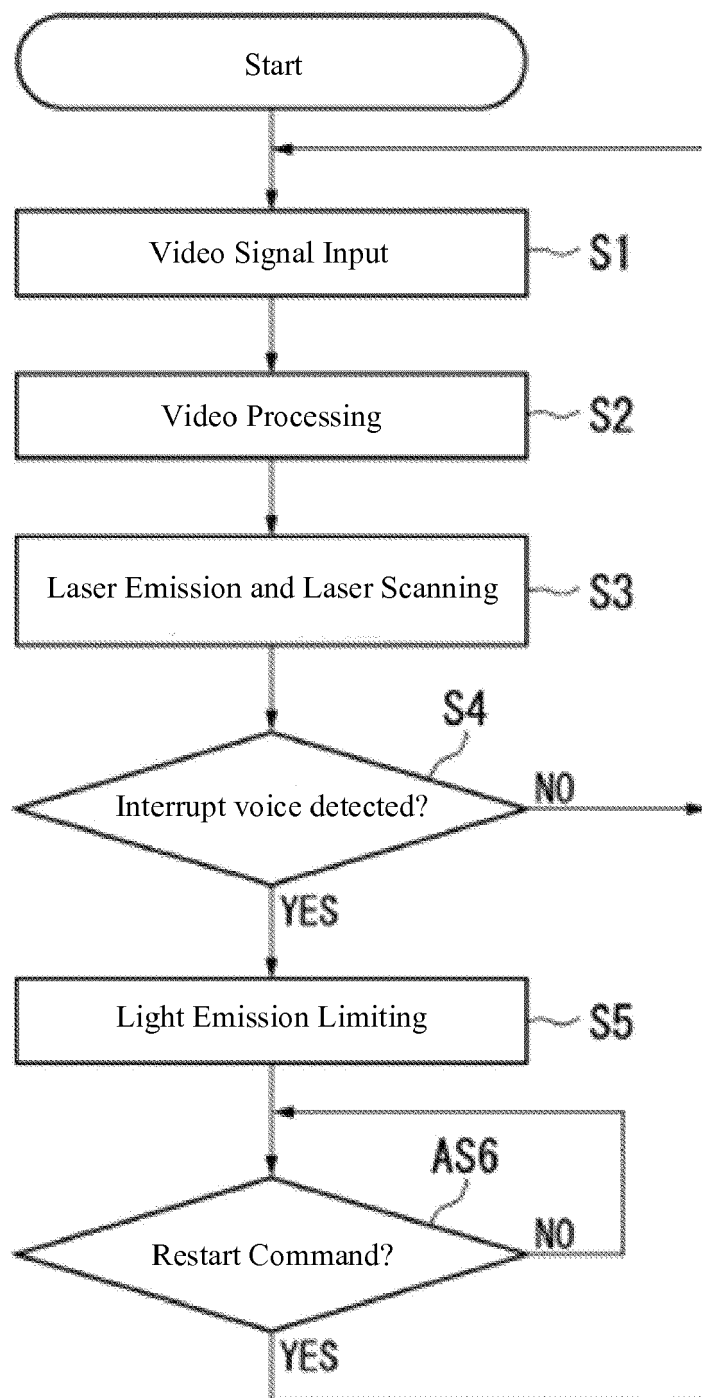 Start
Video Signal Input
S1
Video Processing
S2
Laser Emission and Laser Scanning
S3
S4
Interrupt voice detected?
NO
YES
Light Emission Limiting
S5
AS6
Restart Command?
NO
YES